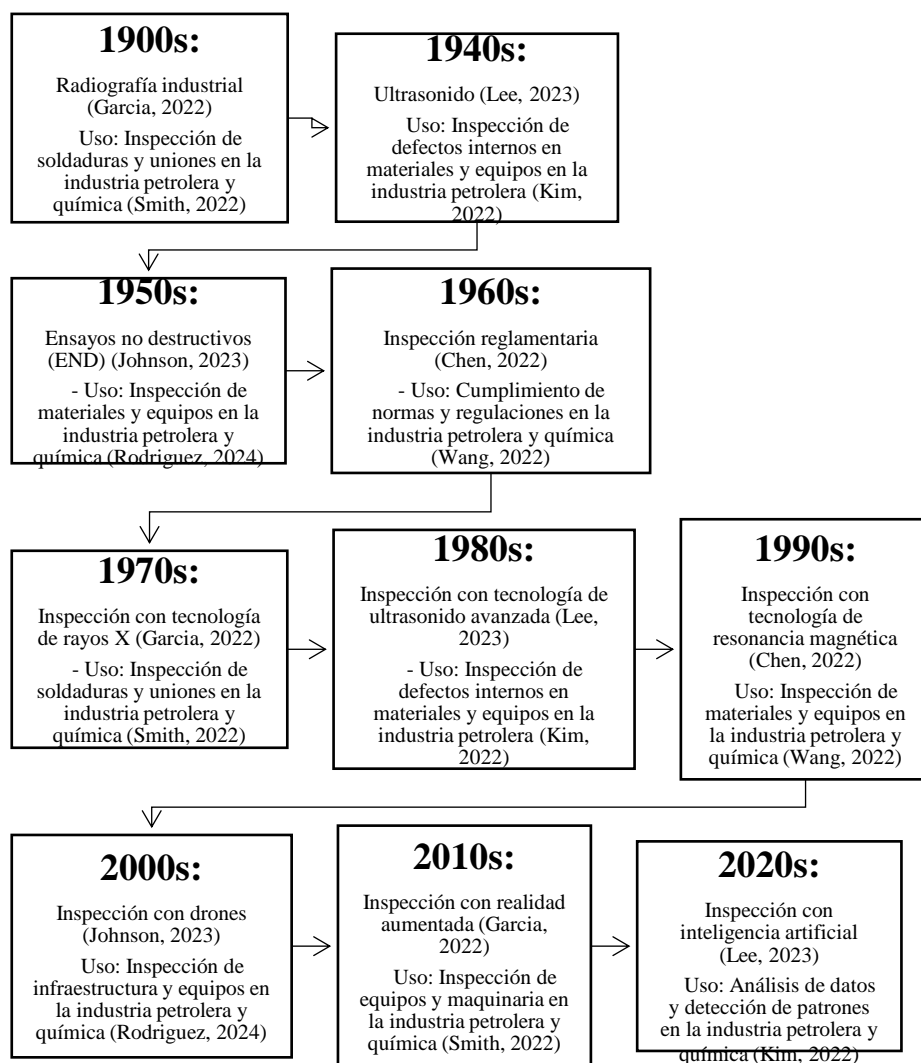 1900s:
Radiografía industrial
(Garcia, 2022)
Uso: Inspección de
soldaduras y uniones en la
industria petrolera y
química (Smith, 2022)
1940s:
Ultrasonido (Lee, 2023)
Uso: Inspección de
defectos internos en
materiales y equipos en la
industria petrolera (Kim,
2022)
1950s:
Ensayos no destructivos
(END) (Johnson, 2023)
- Uso: Inspección de
materiales y equipos en la
industria petrolera y
química (Rodriguez, 2024)
1960s:
Inspección reglamentaria
(Chen, 2022)
- Uso: Cumplimiento de
normas y regulaciones en la
industria petrolera y química
(Wang, 2022)
1970s:
Inspección con tecnología
de rayos X (Garcia, 2022)
- Uso: Inspección de
soldaduras y uniones en la
industria petrolera y
química (Smith, 2022)
1980s:
Inspección con tecnología de
ultrasonido avanzada (Lee,
2023)
- Uso: Inspección de
defectos internos en
materiales y equipos en la
industria petrolera (Kim,
2022)
1990s:
Inspección con
tecnología de
resonancia magnética
(Chen, 2022)
Uso: Inspección de
materiales y equipos en
la industria petrolera y
química (Wang, 2022)
2000s:
Inspección con drones
(Johnson, 2023)
Uso: Inspección de
infraestructura y equipos en
la industria petrolera y
química (Rodriguez, 2024)
2010s:
Inspección con realidad
aumentada (Garcia,
2022)
Uso: Inspección de
equipos y maquinaria en
la industria petrolera y
química (Smith, 2022)
2020s:
Inspección con
inteligencia artificial
(Lee, 2023)
Uso: Análisis de datos
y detección de patrones
en la industria petrolera y
química (Kim, 2022)